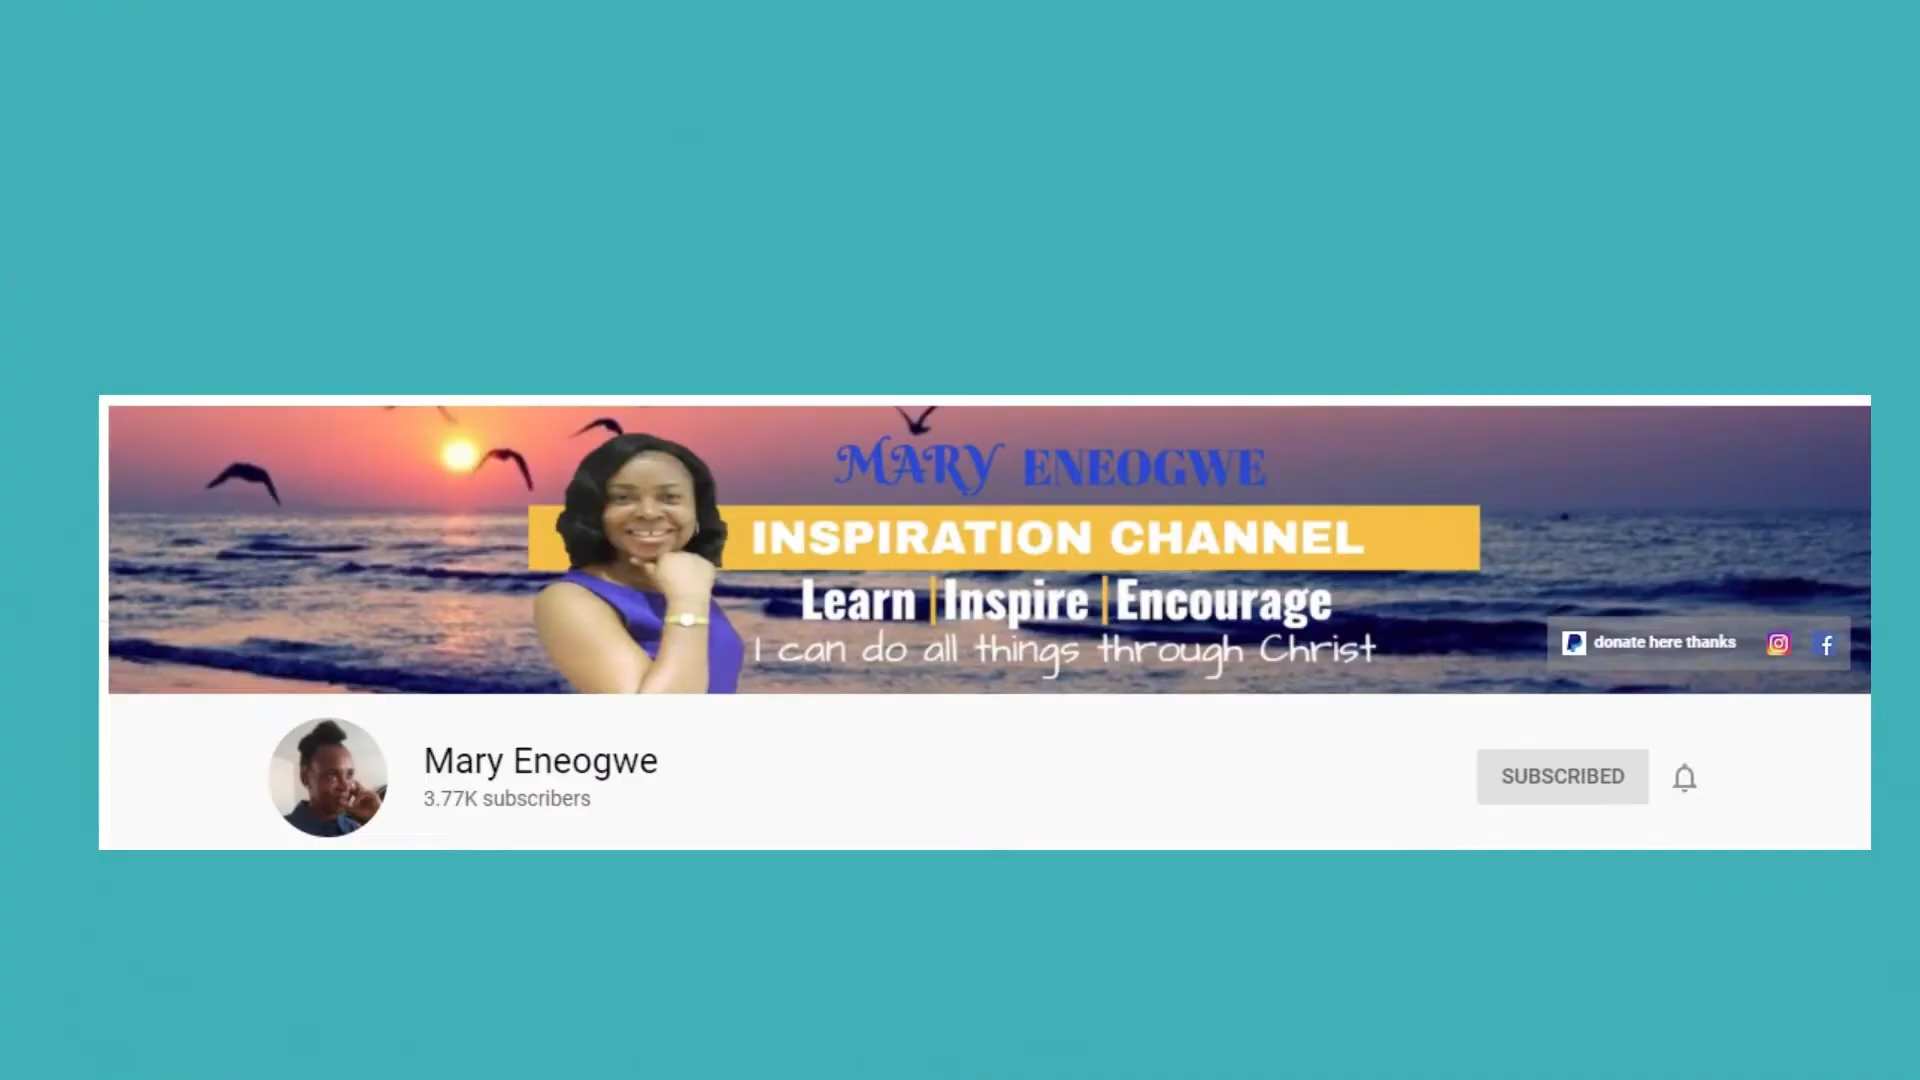 MARY ENEOGWE
INSPIRATION CHANNEL
Learn |Inspire |Encourage
I can do all things through Christ
donate here thanks
Mary Eneogwe
3.77K subscribers
SUBSCRIBED